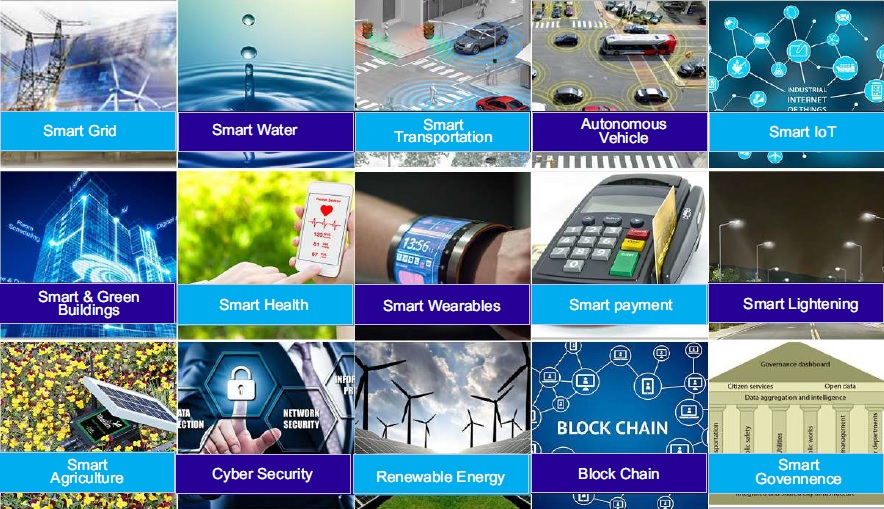 INDUSTRIAL
INTERNET
OF THINGS
Smart Grid
Smart Water
Smart
Transportation
Autonomous
Vehicle
Smart IoT
13:56
Smart & Green
Buildings
Smart Health
Smart Wearables
Smart payment
Smart Lightening
NETWORK
SECURITY
BLOCK CHAIN
Governance dashboard
Citizen services
Open data
Data aggregation and intelligence
Smart
Agriculture
Cyber Security
Renewable Energy
Block Chain
Smart
Govennence